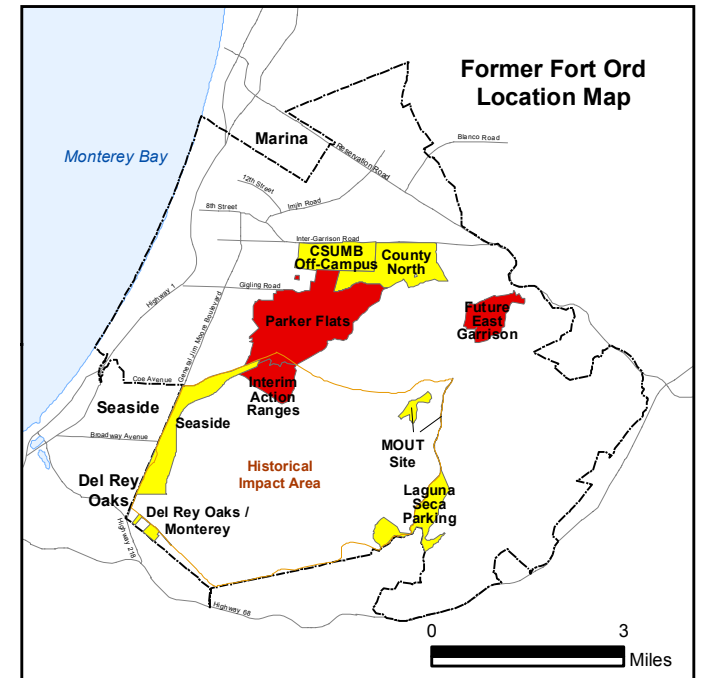 Former Fort Ord
Location Map
Marina
Monterey Bay
Blanco Road
Reservation Road
12th Street
Imjin Road
8th Street
Inter-Garrison Road
CSUMB
Off-Campus
County
North
Gigling Road
Highway 1
General Jim Moore Boulevard
Parker Flats
Future
East
Garrison
Coe Avenue
Interim
Action
Ranges
Seaside
Seaside
Broadway Avenue
MOUT
Site
Historical
Impact Area
Del Rey
Oaks
Laguna
Seca
Parking
Del Rey Oaks /
Monterey
Highway 218
Highway 68
0 3
Miles